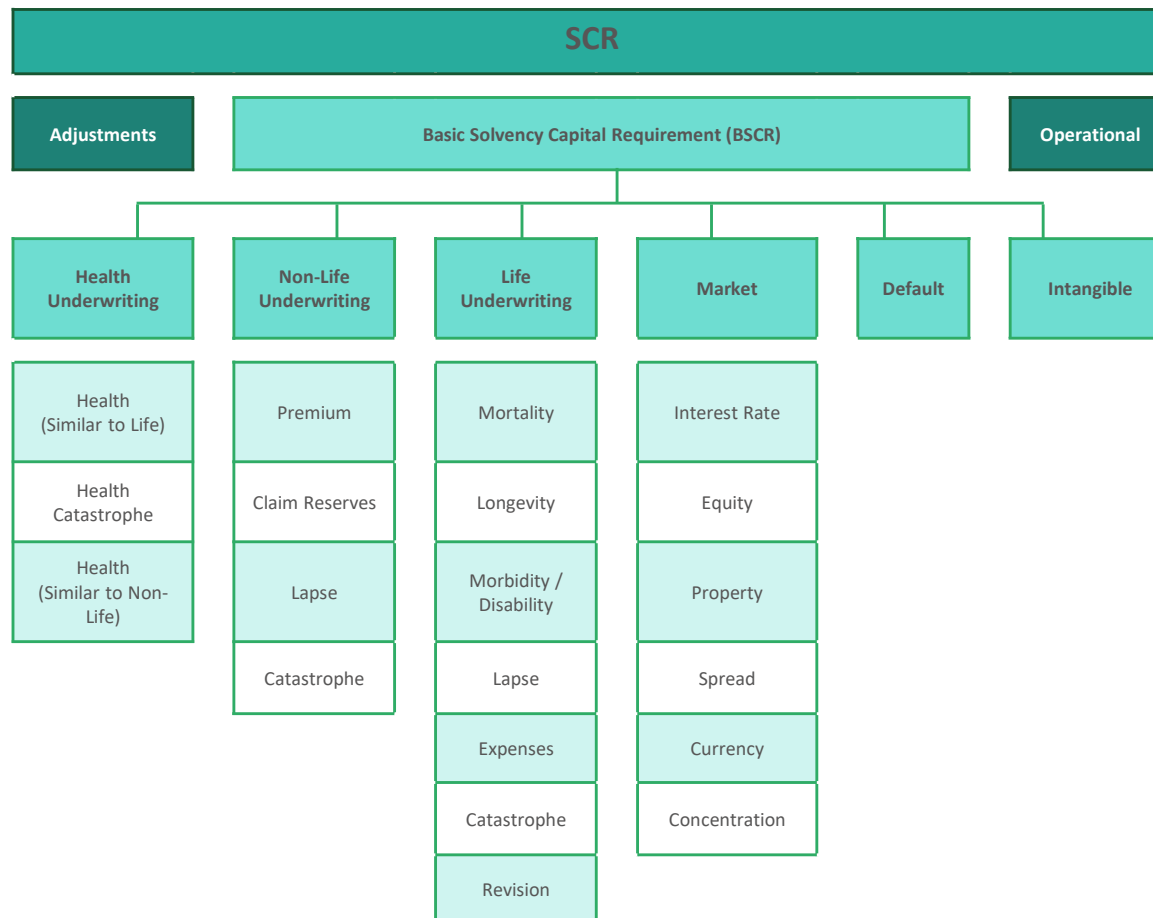 SCR
Adjustments
Basic Solvency Capital Requirement (BSCR)
Operational
Health
Underwriting
Non-Life
Underwriting
Life
Underwriting
Market
Default
Intangible
Health
(Similar to Life)
Health
Catastrophe
Health
(Similar to Non-
Life)
Premium
Claim Reserves
Lapse
Catastrophe
Mortality
Longevity
Morbidity /
Disability
Lapse
Expenses
Catastrophe
Revision
Interest Rate
Equity
Property
Spread
Currency
Concentration